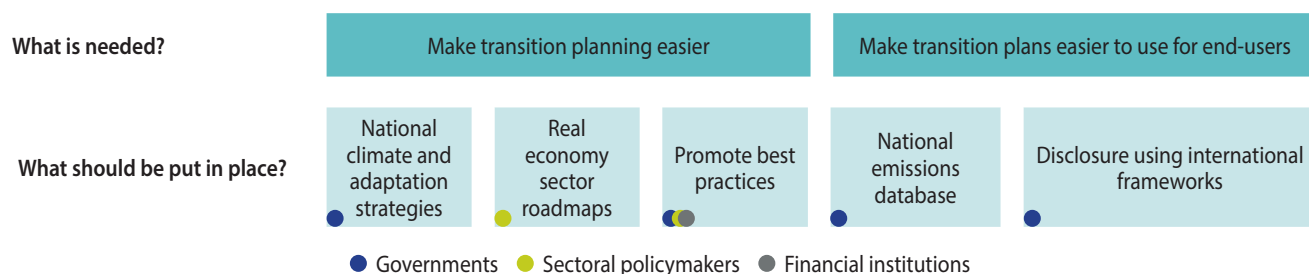 What is needed?
Make transition planning easier
Make transition plans easier to use for end-users
What should be put in place?
National
climate and
adaptation
strategies
Real
economy
sector
roadmaps
Promote best
practices
National
emissions
database
Disclosure using international
frameworks
Governments
Sectoral policymakers
Financial institutions